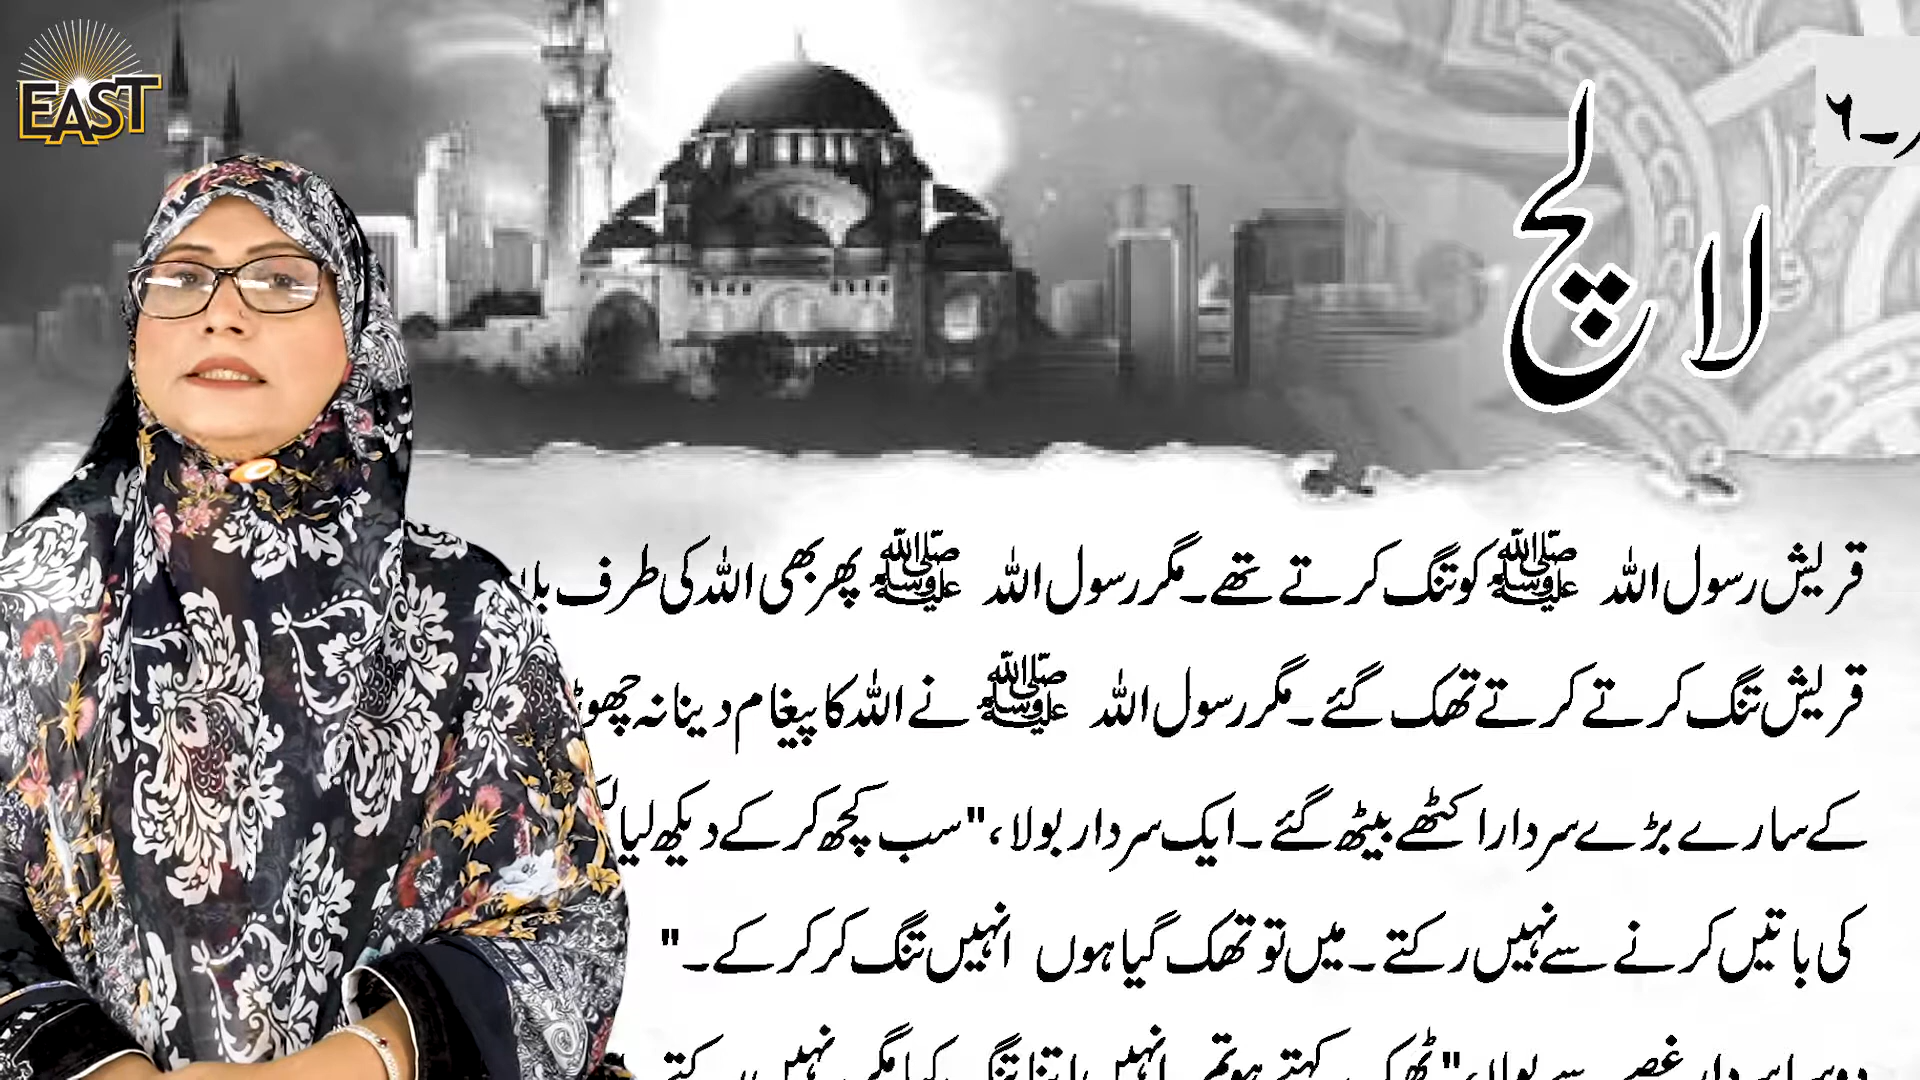 EAST
لالچ
قریش رسول اللہ ﷺ کو تنگ کرتے تھے۔ مگر رسول اللہ ﷺ پھر بھی اللہ کی طرف
قریش تنگ کرتے کرتے تھک گئے۔ مگر رسول اللہ ﷺ نے اللہ کا پیغام دینا نہ
کے سارے بڑے سردار اکٹھے بیٹھ گئے۔ ایک سردار بولا، "سب کچھ کر کے دیکھ لیا
کی باتیں کرنے سے نہیں رکتے۔ میں تو تھک گیا ہوں انہیں تنگ کر کر کے۔"